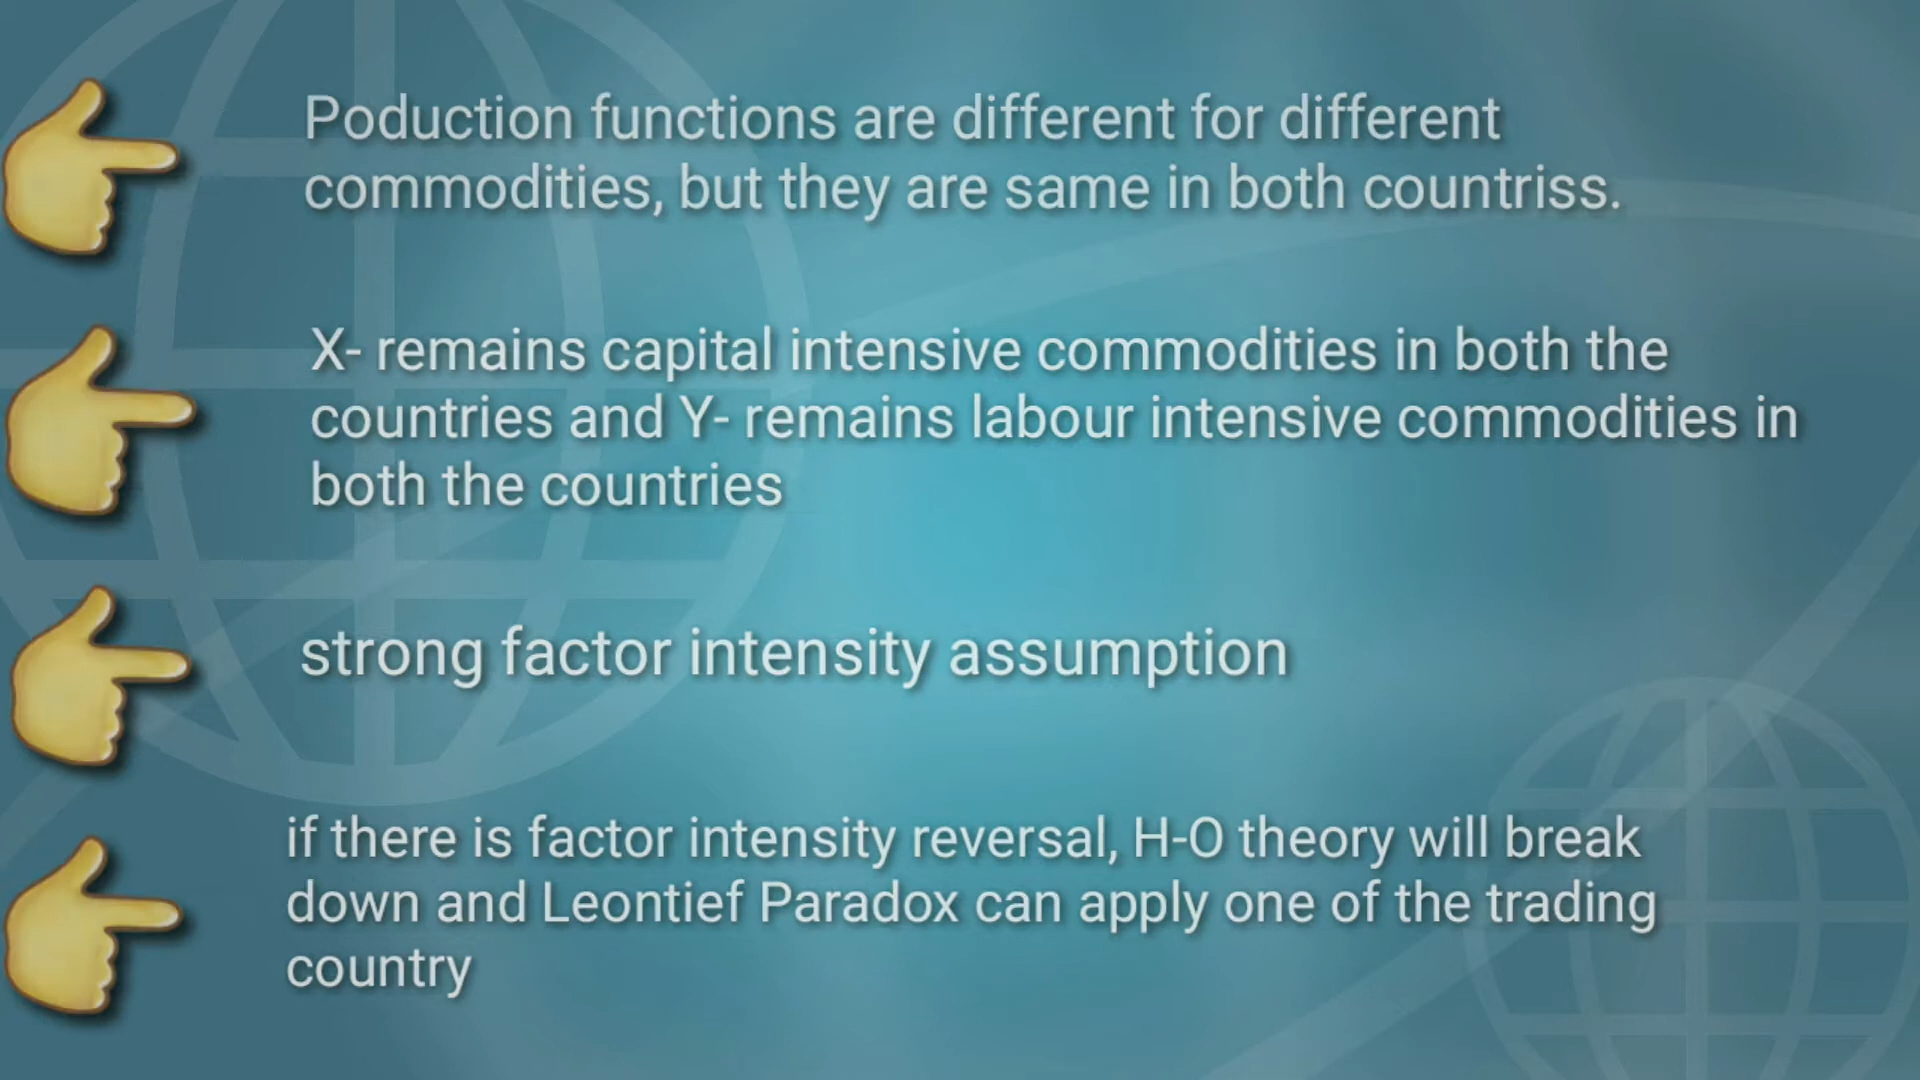 Poduction functions are different for different
commodities, but they are same in both countriss.
X- remains capital intensive commodities in both the
countries and Y- remains labour intensive commodities in
both the countries
strong factor intensity assumption
if there is factor intensity reversal, H-O theory will break
down and Leontief Paradox can apply one of the trading
country